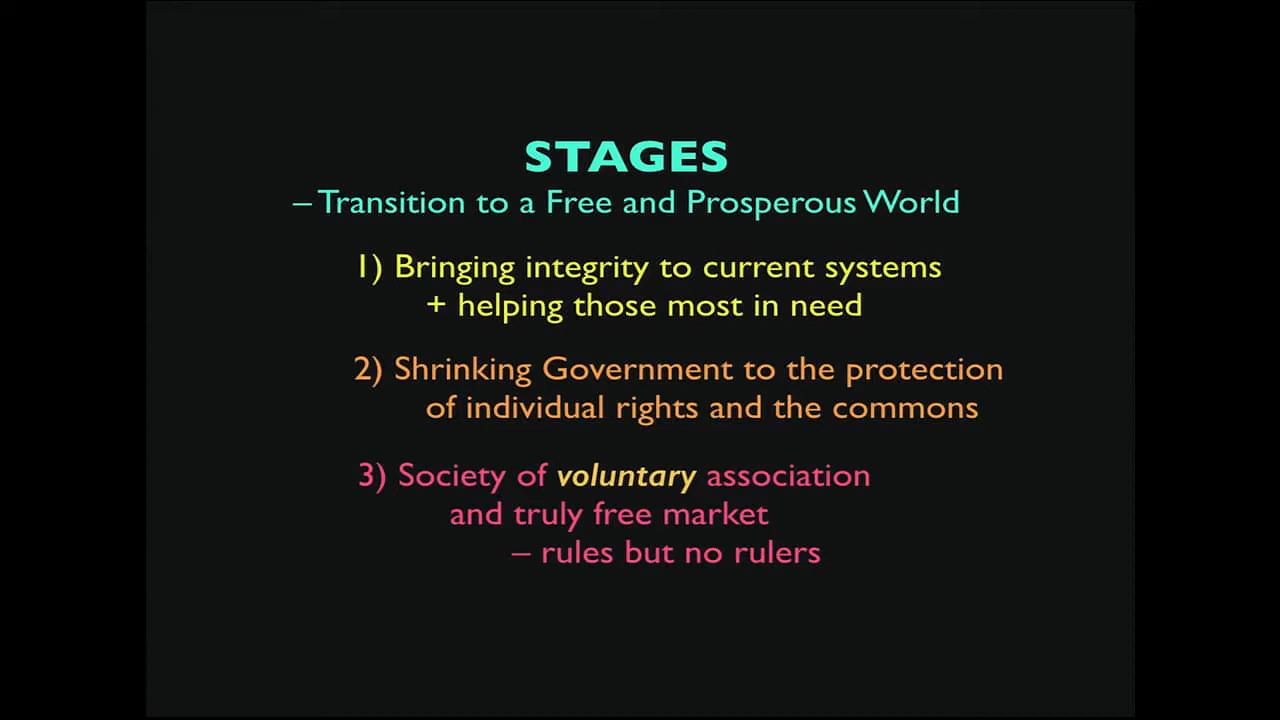 STAGES
– Transition to a Free and Prosperous World
1) Bringing integrity to current systems
+ helping those most in need
2) Shrinking Government to the protection
of individual rights and the commons
3) Society of voluntary association
and truly free market
– rules but no rulers